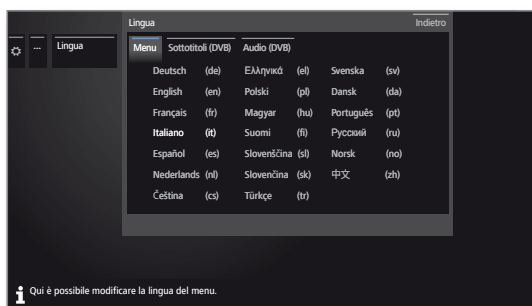 Lingua Indietro
... Lingua
Menu Sottotitoli (DVB) Audio (DVB)
Deutsch (de) Ελληνικά (el) Svenska (sv)
English (en) Polski (pl) Dansk (da)
Français (fr) Magyar (hu) Português (pt)
Italiano (it) Suomi (fi) Русский (ru)
Español (es) Slovenščina (sl) Norsk (no)
Nederlands (nl) Slovenčina (sk) 中文 (zh)
Čeština (cs) Türkçe (tr)
Qui è possibile modificare la lingua del menu.